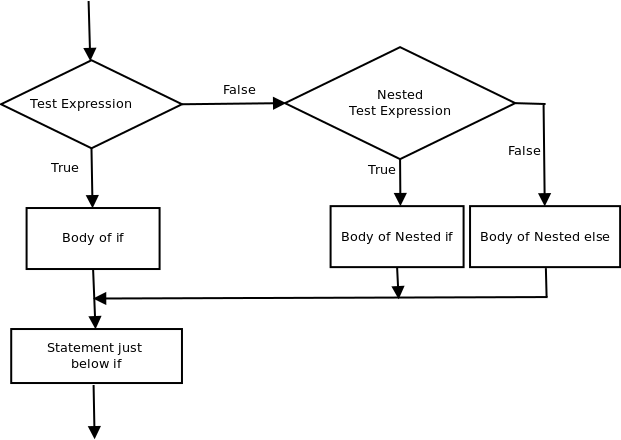 False
Test Expression
Nested
Test Expression
True
True
False
Body of if
Body of Nested if
Body of Nested else
Statement just
below if